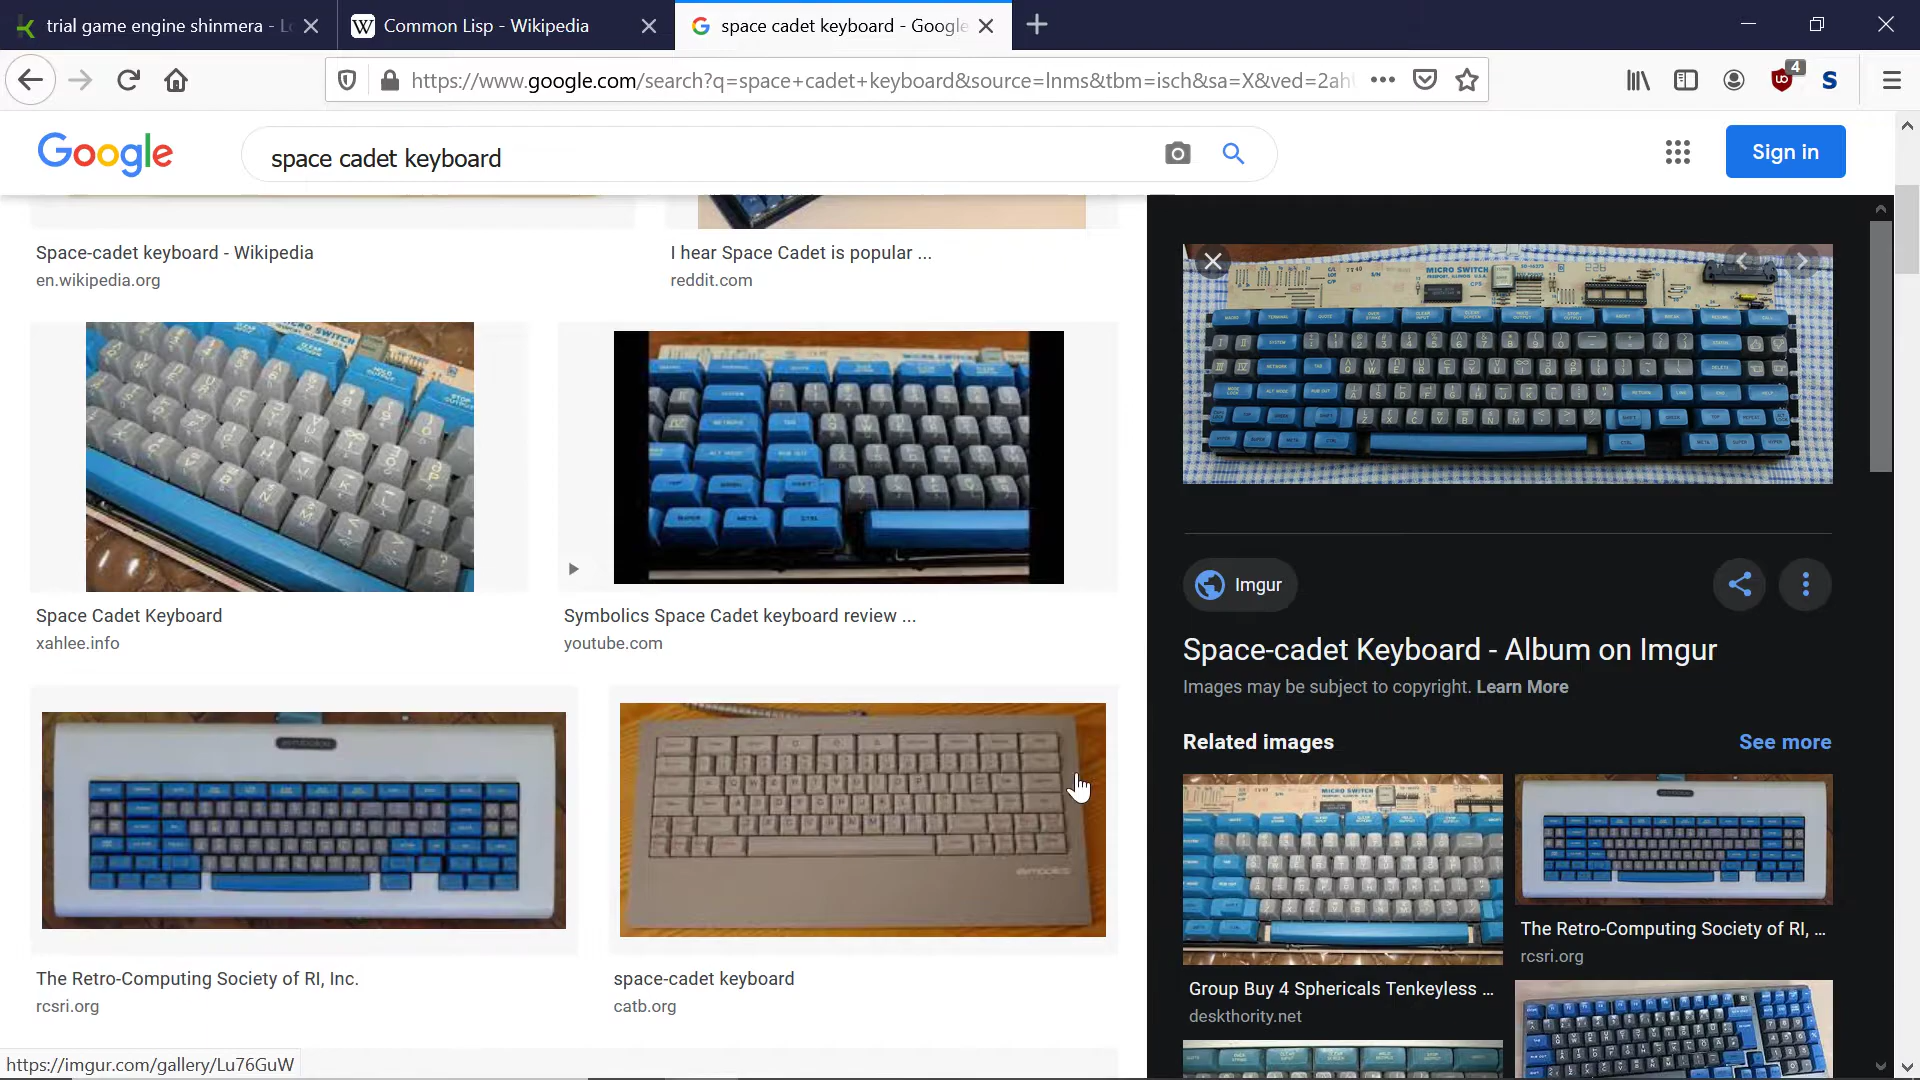 trial game engine shinmera - L
Common Lisp - Wikipedia
space cadet keyboard - Google
https://www.google.com/search?q=space+cadet+keyboard&source=lnms&tbm=isch&sa=X&ved=2ah
4
S
Google
space cadet keyboard
Sign in
Space-cadet keyboard - Wikipedia
en.wikipedia.org
I hear Space Cadet is popular ...
reddit.com
Space Cadet Keyboard
xahlee.info
Symbolics Space Cadet keyboard review ...
youtube.com
The Retro-Computing Society of RI, Inc.
rcsri.org
space-cadet keyboard
catb.org
MICRO SWITCH
Imgur
Space-cadet Keyboard - Album on Imgur
Images may be subject to copyright. Learn More
Related images
See more
MICRO SWITCH
Group Buy 4 Sphericals Tenkeyless ...
deskthority.net
The Retro-Computing Society of RI, ...
rcsri.org
https://imgur.com/gallery/Lu76GuW